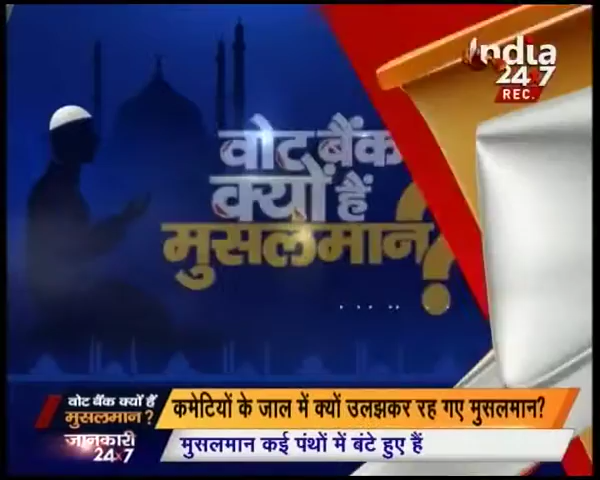 India
24x7
REC.
वोट बैंक
क्यों हैं
मुसलमान?
वोट बैंक क्यों हैं
मुसलमान?
जानकारी
24x7
कमेटियों के जाल में क्यों उलझकर रह गए मुसलमान?
मुसलमान कई पंथों में बंटे हुए हैं